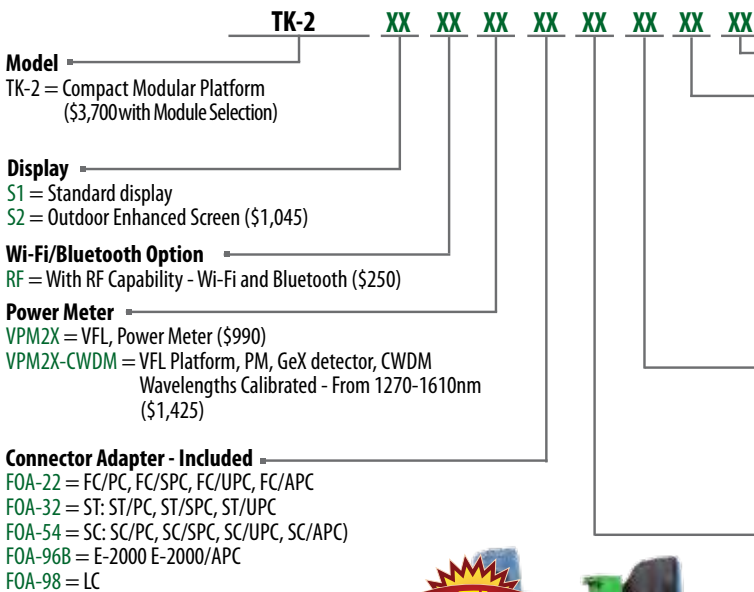 TK-2 XX XX XX XX XX XX XX XX
Model
TK-2 = Compact Modular Platform
($3,700 with Module Selection)
Display
S1 = Standard display
S2 = Outdoor Enhanced Screen ($1,045)
Wi-Fi/Bluetooth Option
RF = With RF Capability - Wi-Fi and Bluetooth ($250)
Power Meter
VPM2X = VFL, Power Meter ($990)
VPM2X-CWDM = VFL Platform, PM, GeX detector, CWDM
Wavelengths Calibrated - From 1270-1610nm
($1,425)
Connector Adapter - Included
FOA-22 = FC/PC, FC/SPC, FC/UPC, FC/APC
FOA-32 = ST: ST/PC, ST/SPC, ST/UPC
FOA-54 = SC: SC/PC, SC/SPC, SC/UPC, SC/APC)
FOA-96B = E-2000 E-2000/APC
FOA-98 = LC